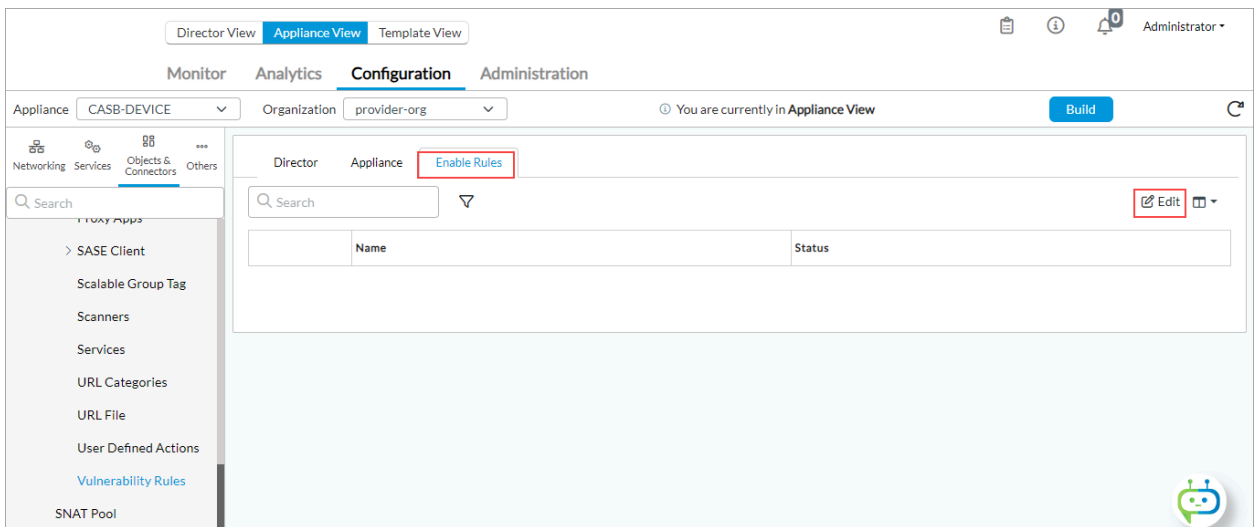 Director View Appliance View Template View
0
Administrator
Monitor Analytics Configuration Administration
Appliance CASB-DEVICE Organization provider-org You are currently in Appliance View Build
Networking Services Objects & Connectors Others
Director Appliance Enable Rules
Search
Search
Edit
Proxy Apps
Name Status
SASE Client
Scalable Group Tag
Scanners
Services
URL Categories
URL File
User Defined Actions
Vulnerability Rules
SNAT Pool